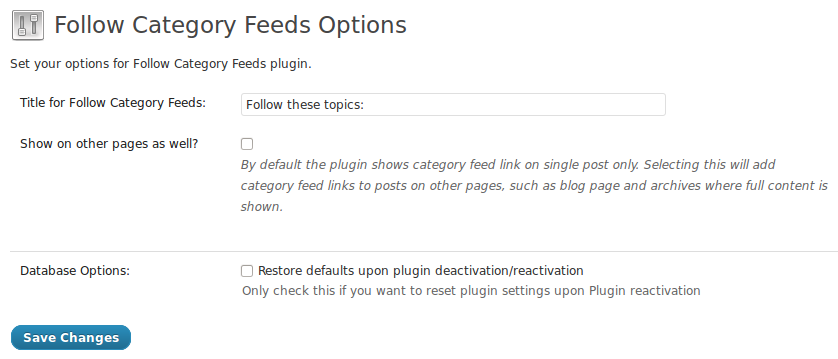 Follow Category Feeds Options
Set your options for Follow Category Feeds plugin.
Title for Follow Category Feeds: Follow these topics:
Show on other pages as well?
By default the plugin shows category feed link on single post only. Selecting this will add
category feed links to posts on other pages, such as blog page and archives where full content is
shown.
Database Options: Restore defaults upon plugin deactivation/reactivation
Only check this if you want to reset plugin settings upon Plugin reactivation
Save Changes